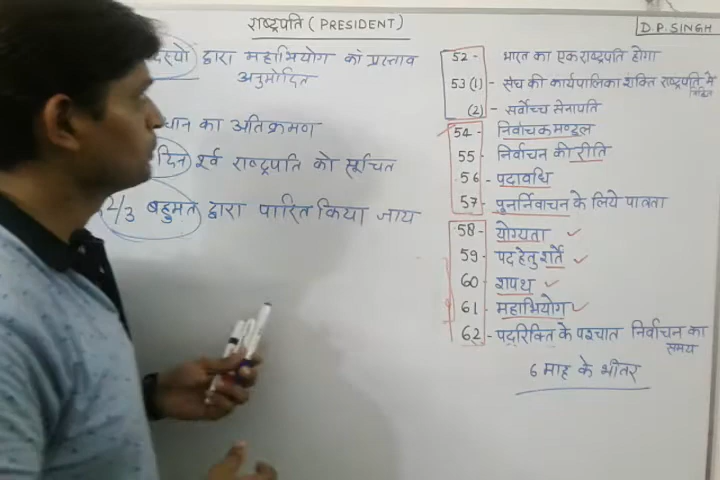 राष्ट्रपति ( PRESIDENT )
D.P. SINGH
द्वारा महाभियोग का प्रस्ताव
अनुमोदित
का अतिक्रमण
दिन पूर्व राष्ट्रपति को सूचित
2/3 बहुमत द्वारा पारित किया जाय
52 - भारत का एक राष्ट्रपति होगा
53 (1) - संघ की कार्यपालिका शक्ति राष्ट्रपति में
निहित
(2) - सर्वोच्च सेनापति
54 - निर्वाचक मण्डल
55 - निर्वाचन की रीति
56 - पदावधि
57 - पुनर्निर्वाचन के लिये पात्रता
58 - योग्यता ✓
59 - पद हेतु शर्ते ✓
60 - शपथ ✓
61 - महाभियोग ✓
62 - पदरिक्ति के पश्चात निर्वाचन का
समय
6 माह के भीतर